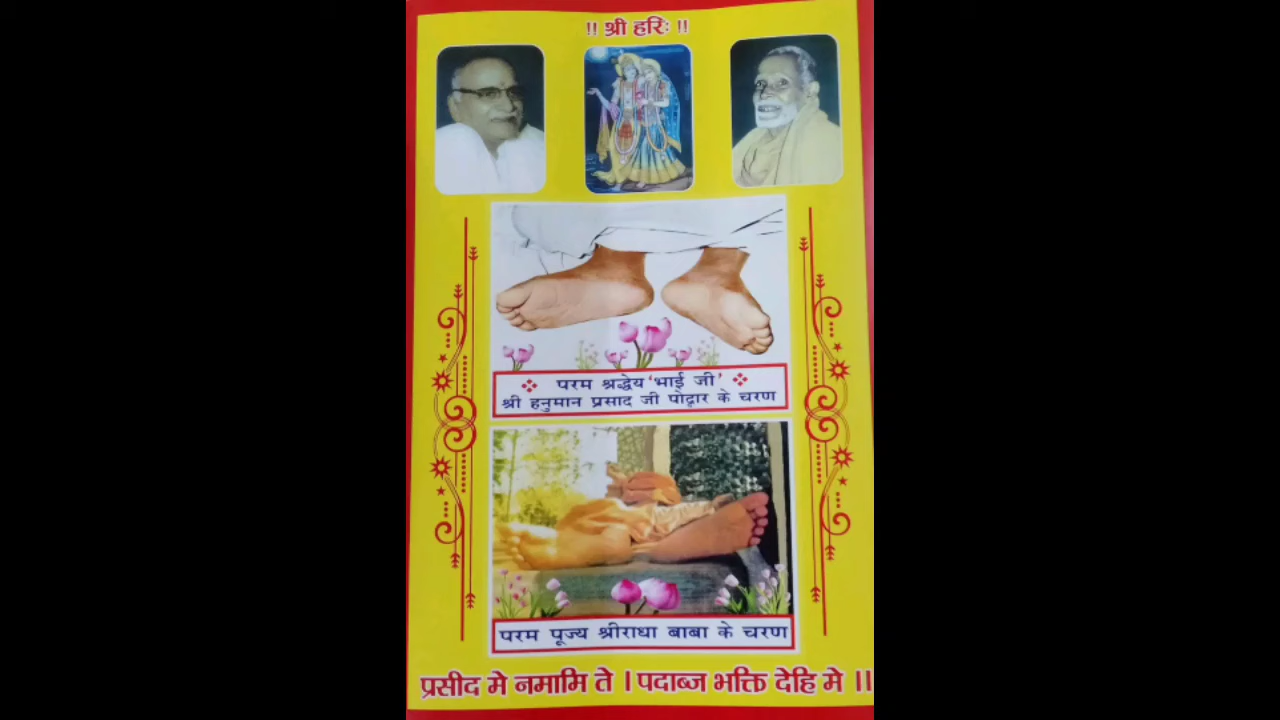 !! श्री हरिः !!
परम श्रद्धेय 'भाई जी'
श्री हनुमान प्रसाद जी पोद्दार के चरण
परम पूज्य श्रीराधा बाबा के चरण
प्रसीद मे नमामि ते । पदाब्ज भक्ति देहि मे ।।